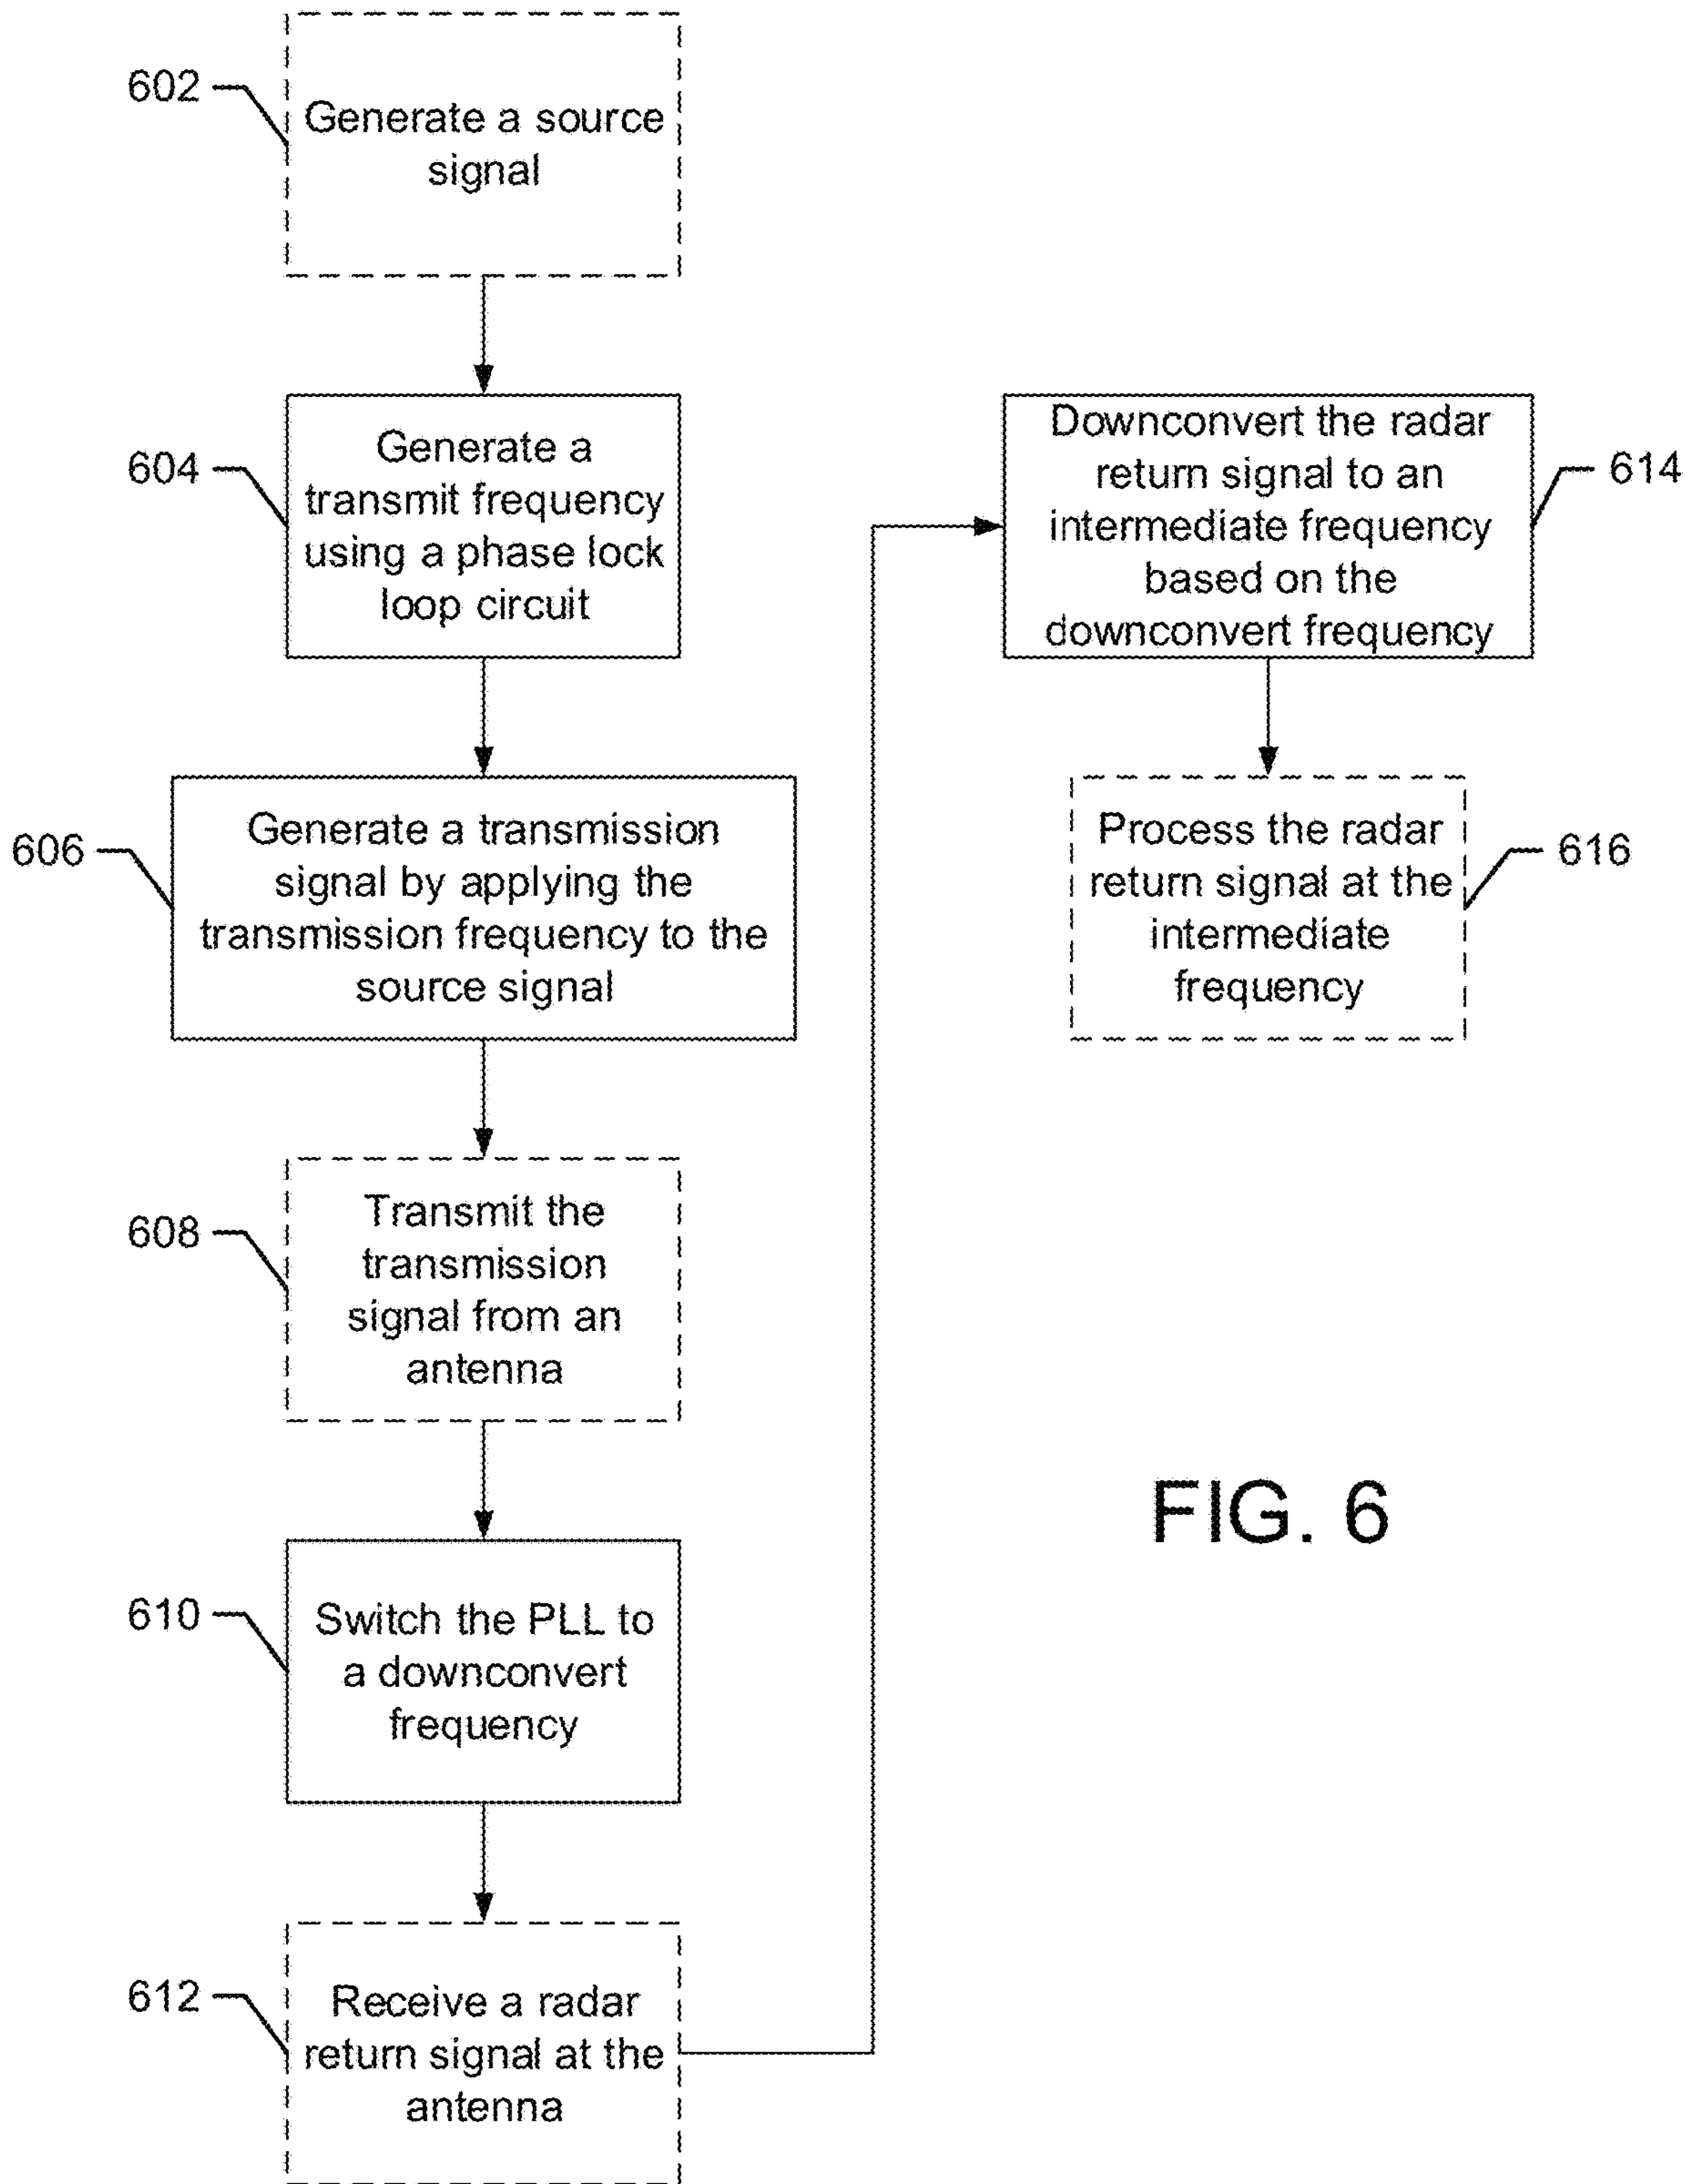 602
Generate a source
signal
604
Generate a
transmit frequency
using a phase lock
loop circuit
606
Generate a transmission
signal by applying the
transmission frequency to the
source signal
608
Transmit the
transmission
signal from an
antenna
610
Switch the PLL to
a downconvert
frequency
612
Receive a radar
return signal at the
antenna
Downconvert the radar
return signal to an
intermediate frequency
based on the
downconvert frequency
614
Process the radar
return signal at the
intermediate
frequency
616
FIG. 6